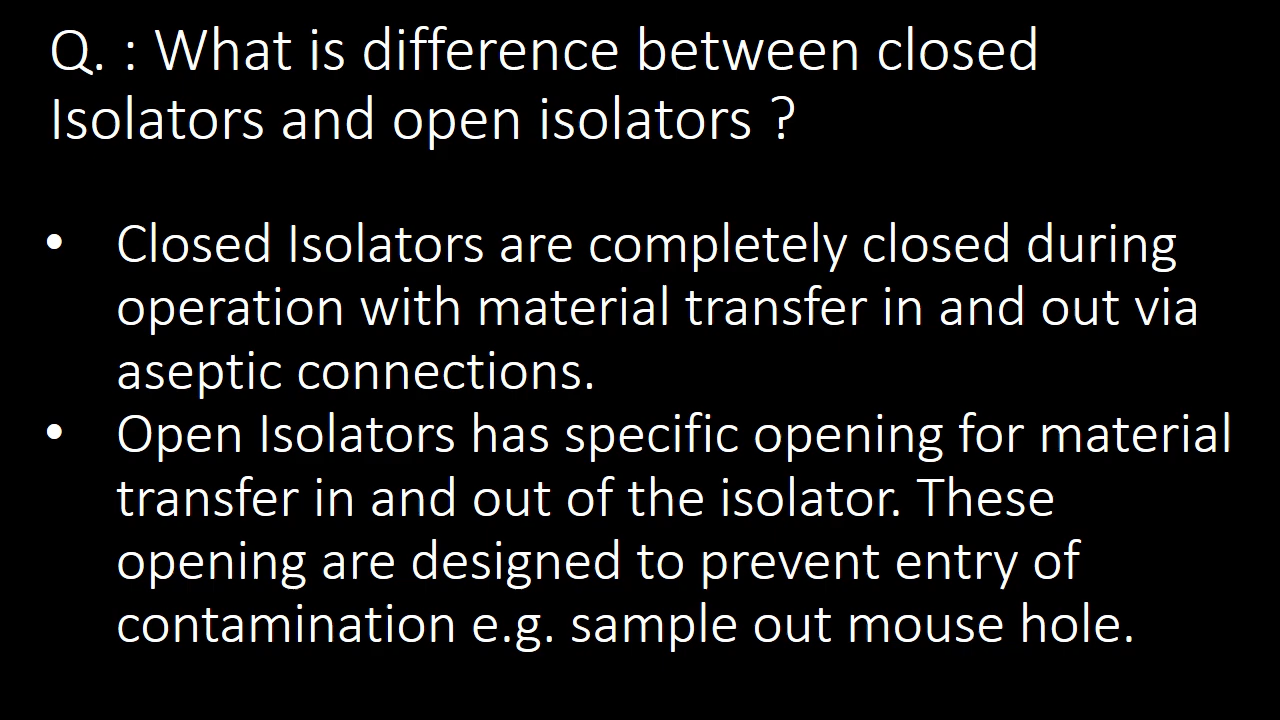 Q. : What is difference between closed
Isolators and open isolators ?
• Closed Isolators are completely closed during
operation with material transfer in and out via
aseptic connections.
• Open Isolators has specific opening for material
transfer in and out of the isolator. These
opening are designed to prevent entry of
contamination e.g. sample out mouse hole.